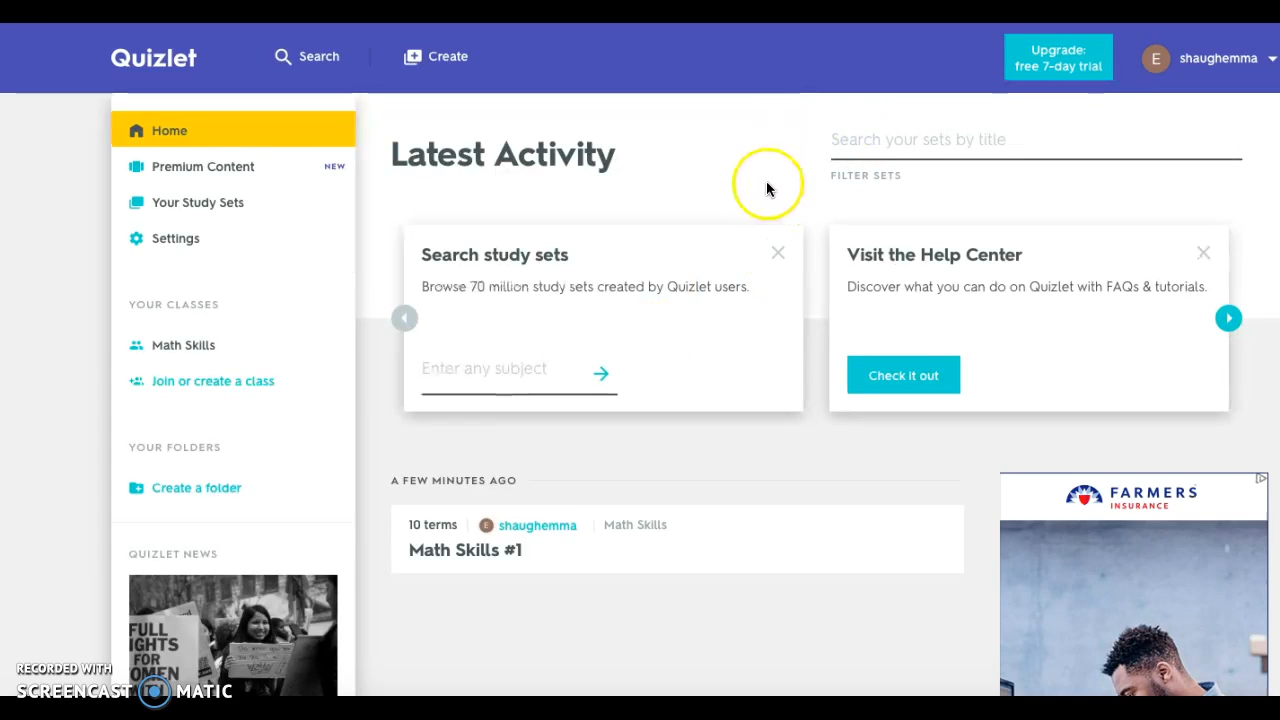 Quizlet
Search
Create
Upgrade:
free 7-day trial
E
shaughemma
Home
Premium Content NEW
Your Study Sets
Settings
YOUR CLASSES
Math Skills
Join or create a class
YOUR FOLDERS
Create a folder
QUIZLET NEWS
FULL
RIGHTS
FOR
WOMEN
Latest Activity
Search your sets by title
FILTER SETS
Search study sets
Browse 70 million study sets created by Quizlet users.
Enter any subject
Visit the Help Center
Discover what you can do on Quizlet with FAQs & tutorials.
Check it out
A FEW MINUTES AGO
10 terms E shaughemma Math Skills
Math Skills #1
FARMERS
INSURANCE
RECORDED WITH
SCREENCAST MATIC